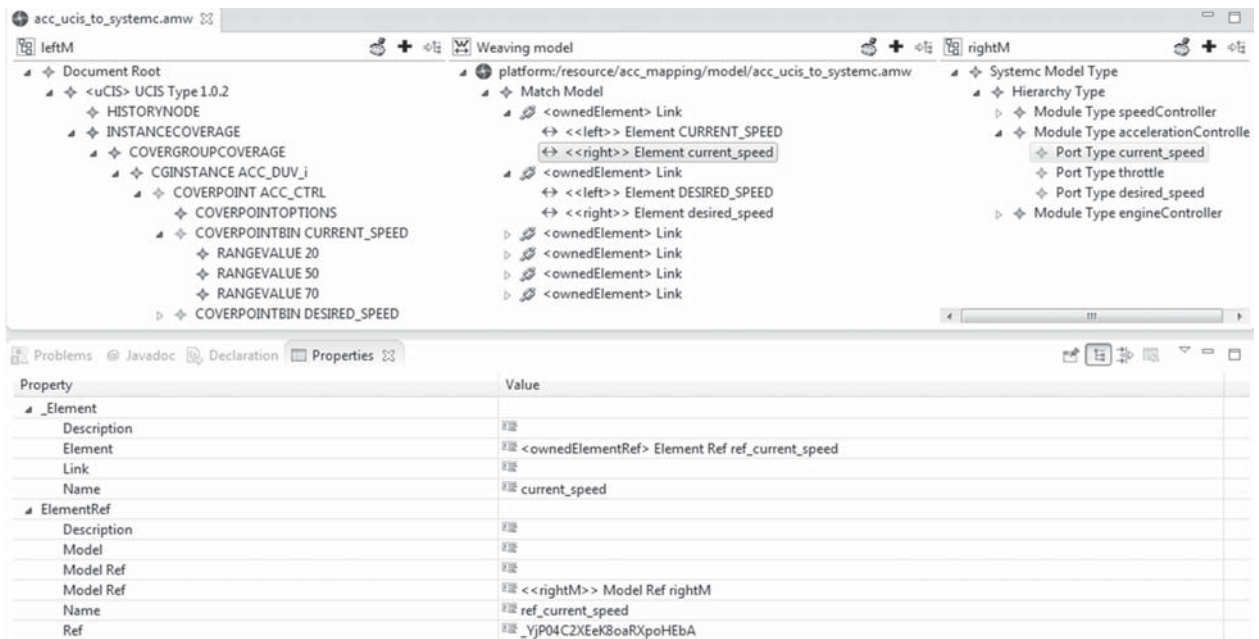 acc_ucis_to_systemc.amw
leftM
Document Root
<uCIS> UCIS Type 1.0.2
HISTORYNODE
INSTANCECOVERAGE
COVERGROUPCOVERAGE
CGINSTANCE ACC_DUV_i
COVERPOINT ACC_CTRL
COVERPOINTOPTIONS
COVERPOINTBIN CURRENT_SPEED
RANGEVALUE 20
RANGEVALUE 50
RANGEVALUE 70
COVERPOINTBIN DESIRED_SPEED
Weaving model
platform:/resource/acc_mapping/model/acc_ucis_to_systemc.amw
Match Model
<ownedElement> Link
<<left>> Element CURRENT_SPEED
<<right>> Element current_speed
<ownedElement> Link
<<left>> Element DESIRED_SPEED
<<right>> Element desired_speed
<ownedElement> Link
<ownedElement> Link
<ownedElement> Link
rightM
Systemc Model Type
Hierarchy Type
Module Type speedController
Module Type accelerationControlle
Port Type current_speed
Port Type throttle
Port Type desired_speed
Module Type engineController
Problems @ Javadoc Declaration Properties
Property Value
_Element
Description
Element <ownedElementRef> Element Ref ref_current_speed
Link
Name current_speed
ElementRef
Description
Model
Model Ref
Model Ref <<rightM>> Model Ref rightM
Name ref_current_speed
Ref _YjP04C2XEeK8oaRXpoHEbA